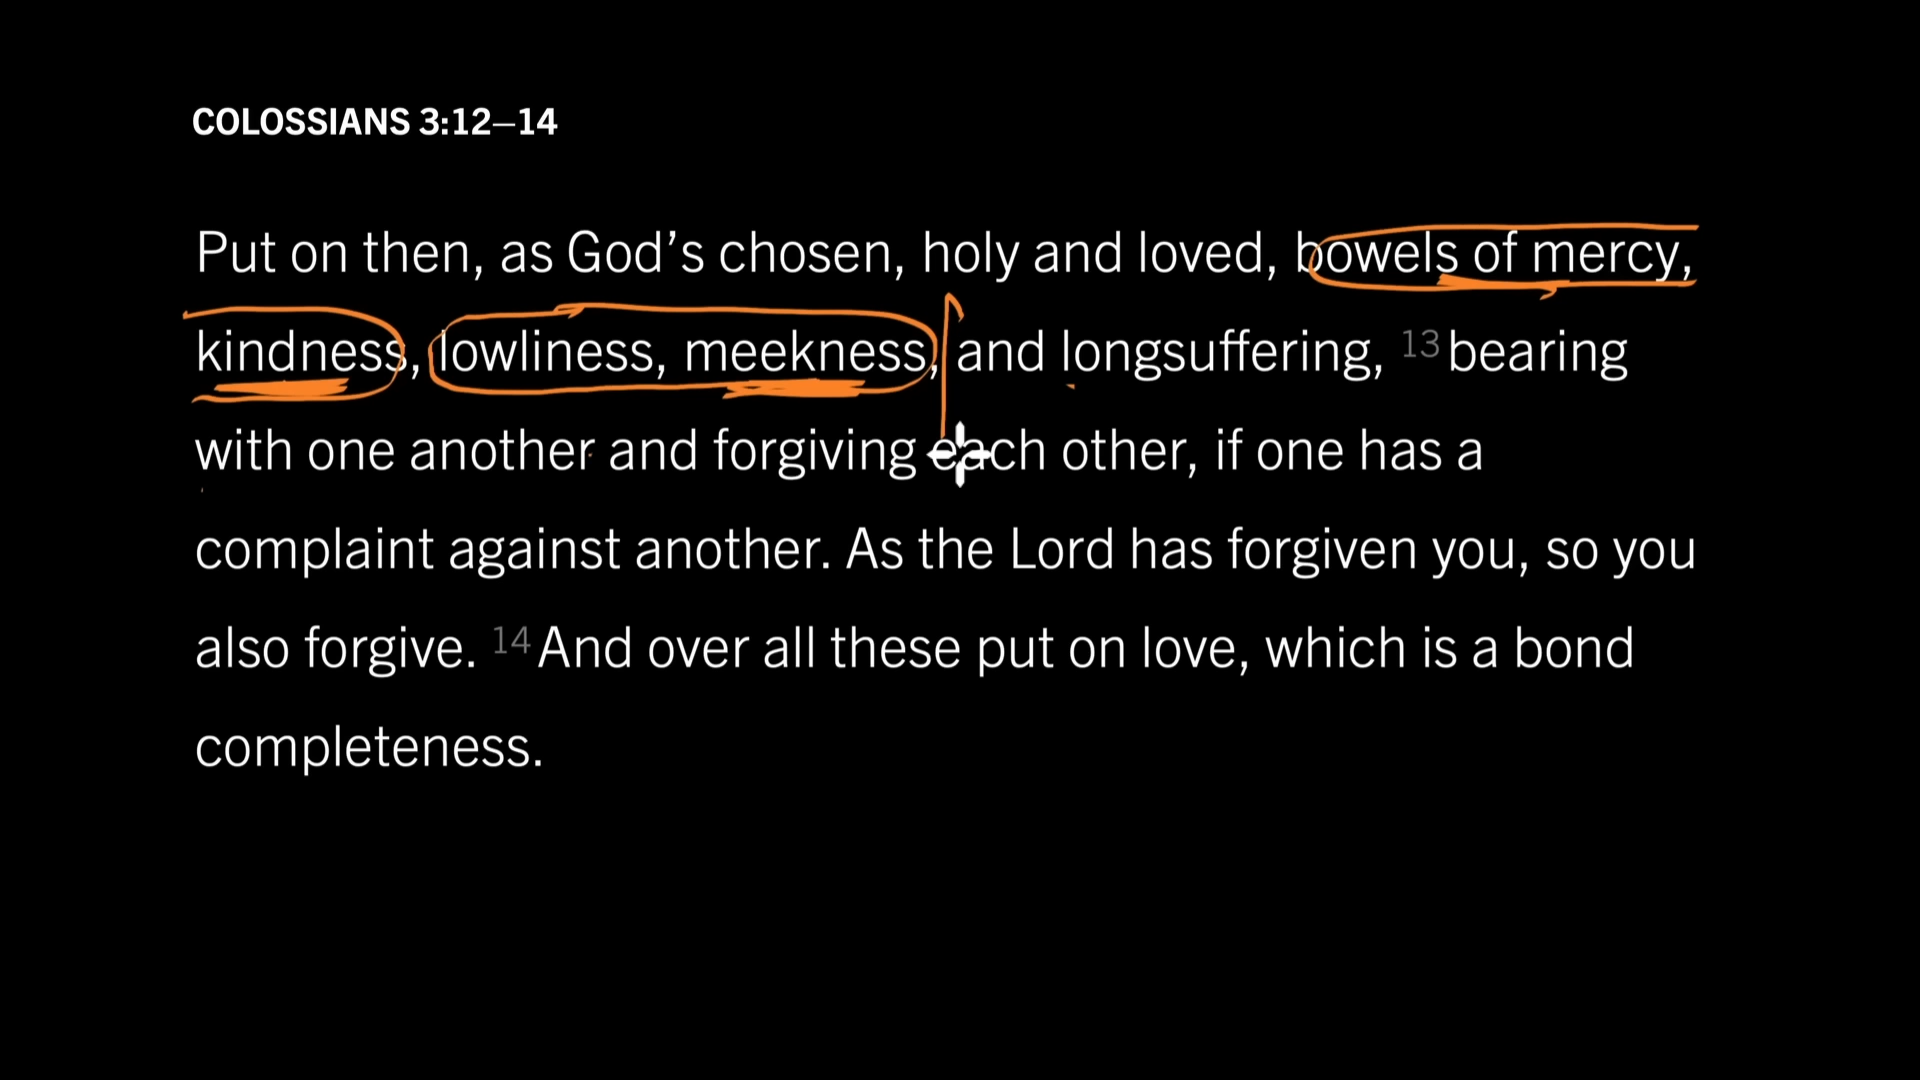 COLOSSIANS 3:12–14
Put on then, as God’s chosen, holy and loved, bowels of mercy,
kindness, lowliness, meekness, and longsuffering, 13 bearing
with one another and forgiving each other, if one has a
complaint against another. As the Lord has forgiven you, so you
also forgive. 14 And over all these put on love, which is a bond
completeness.